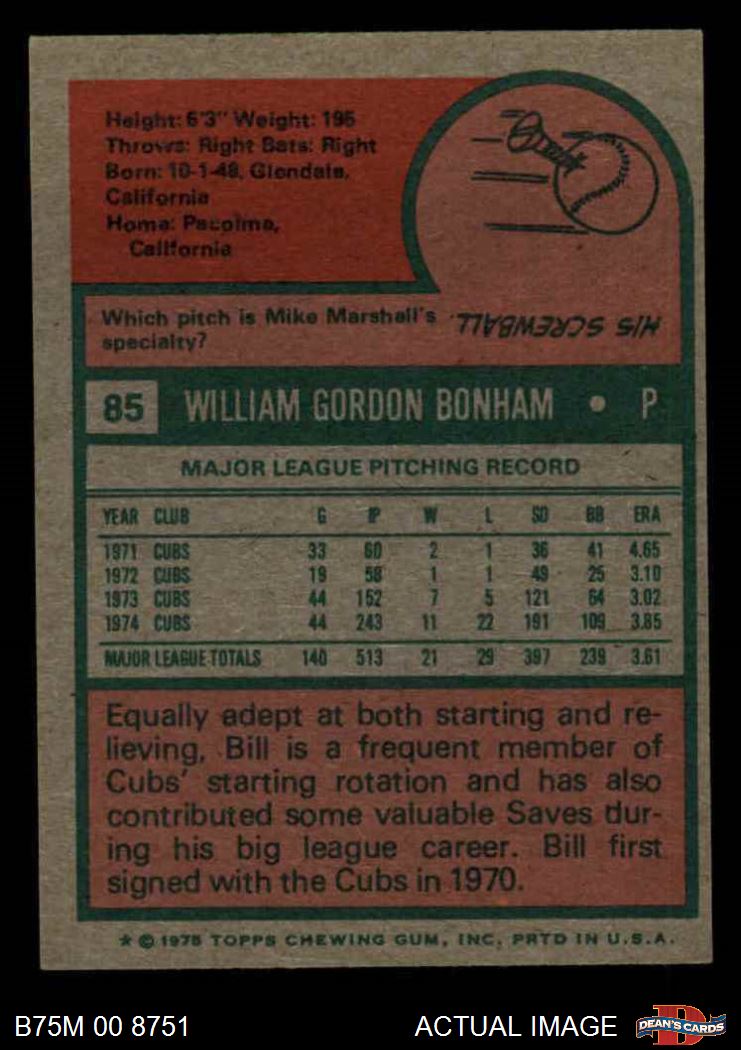 Height: 6'3" Weight: 195
Throws: Right Bats: Right
Born: 10-1-48, Glendale,
California
Home: Pacoima,
California
Which pitch is Mike Marshall's
specialty?
HIS SCREWBALL
85 WILLIAM GORDON BONHAM • P
MAJOR LEAGUE PITCHING RECORD
YEAR CLUB G IP W L SO BB ERA
1971 CUBS 33 60 2 1 36 41 4.65
1972 CUBS 19 58 1 1 49 25 3.10
1973 CUBS 44 152 7 5 121 64 3.02
1974 CUBS 44 243 11 22 191 109 3.85
MAJOR LEAGUE TOTALS 140 513 21 29 397 239 3.61
Equally adept at both starting and re-
lieving, Bill is a frequent member of
Cubs' starting rotation and has also
contributed some valuable Saves dur-
ing his big league career. Bill first
signed with the Cubs in 1970.
* © 1975 TOPPS CHEWING GUM, INC. PRTD IN U.S.A.
B75M 00 8751 ACTUAL IMAGE
D
DEAN'S CARDS